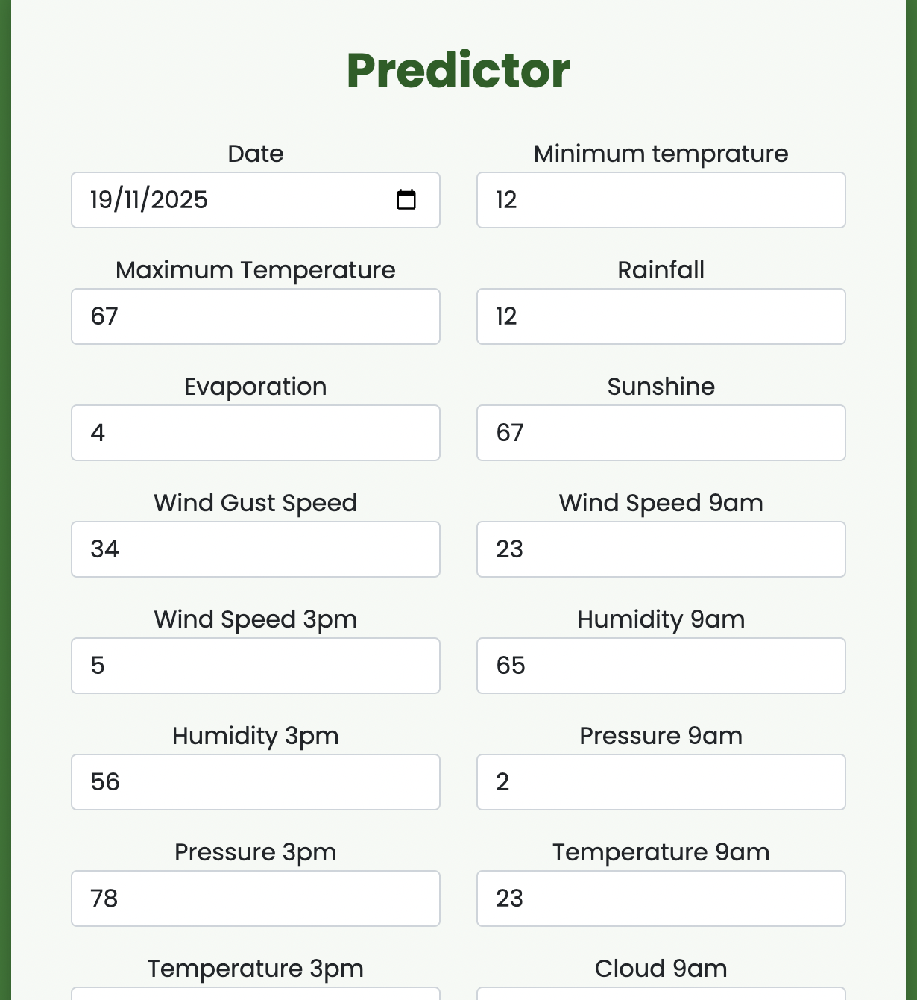 Predictor
Date
Minimum temprature
19/11/2025
12
Maximum Temperature
Rainfall
67
12
Evaporation
Sunshine
4
67
Wind Gust Speed
Wind Speed 9am
34
23
Wind Speed 3pm
Humidity 9am
5
65
Humidity 3pm
Pressure 9am
56
2
Pressure 3pm
Temperature 9am
78
23
Temperature 3pm
Cloud 9am